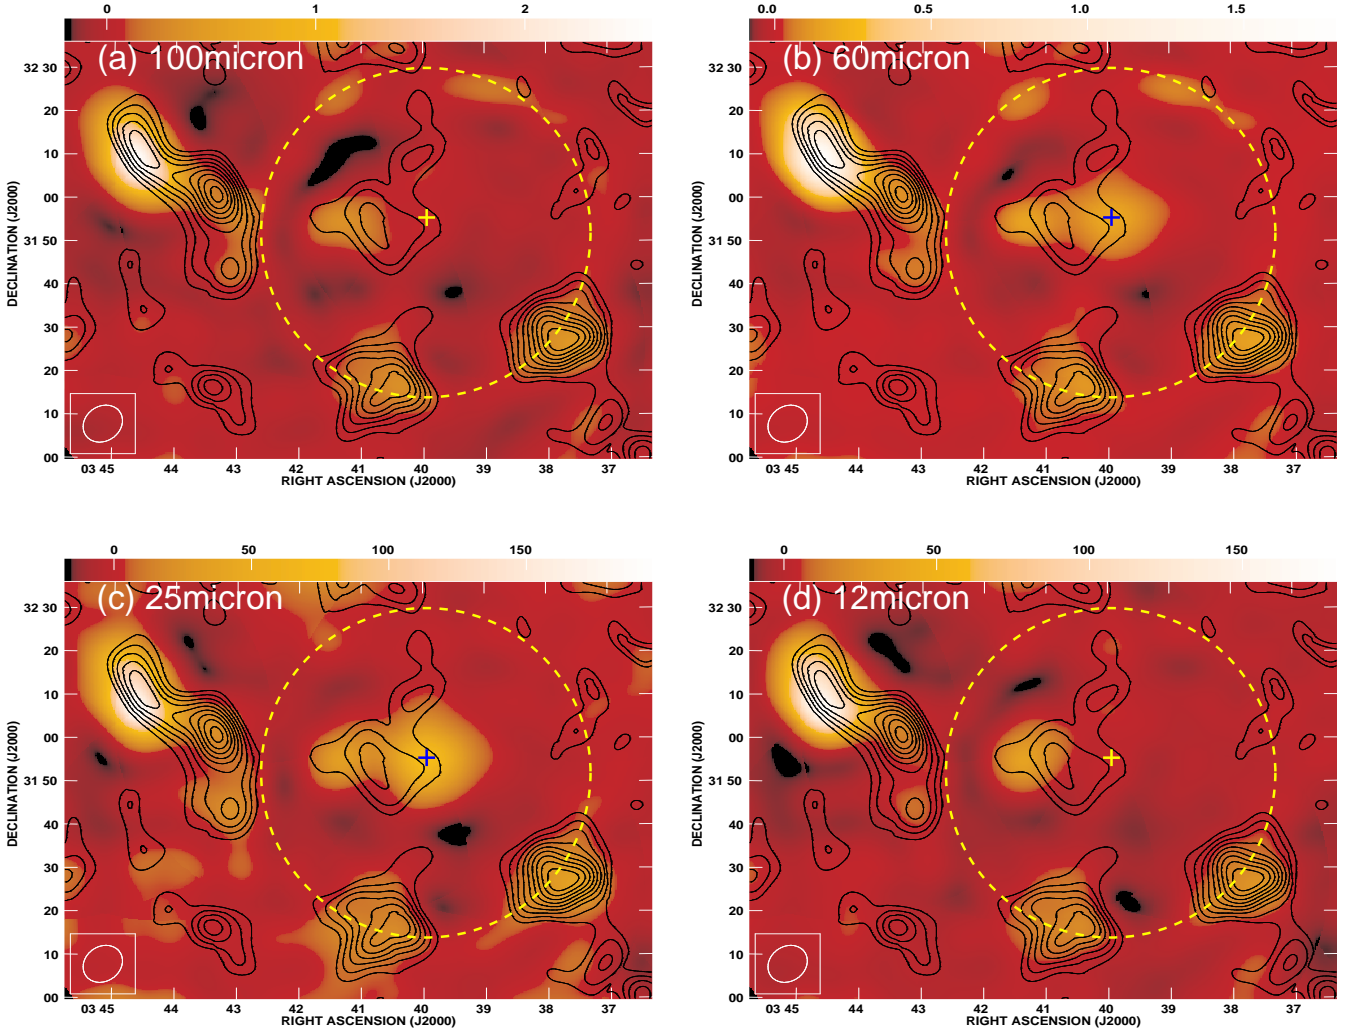 0 1 2
(a) 100micron
32 30
20
10
00
31 50
40
30
20
10
00
DECLINATION (J2000)
03 45 44 43 42 41 40 39 38 37
RIGHT ASCENSION (J2000)
0.0 0.5 1.0 1.5
(b) 60micron
32 30
20
10
00
31 50
40
30
20
10
00
DECLINATION (J2000)
03 45 44 43 42 41 40 39 38 37
RIGHT ASCENSION (J2000)
0 50 100 150
(c) 25micron
32 30
20
10
00
31 50
40
30
20
10
00
DECLINATION (J2000)
03 45 44 43 42 41 40 39 38 37
RIGHT ASCENSION (J2000)
0 50 100 150
(d) 12micron
32 30
20
10
00
31 50
40
30
20
10
00
DECLINATION (J2000)
03 45 44 43 42 41 40 39 38 37
RIGHT ASCENSION (J2000)